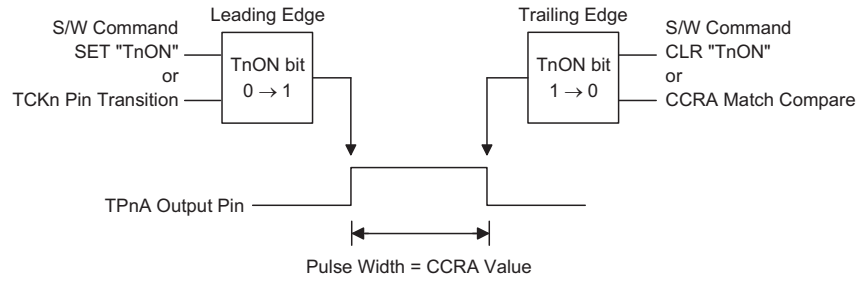 Leading Edge
S/W Command
SET "TnON"
or
TCKn Pin Transition
TnON bit
0 → 1
Trailing Edge
TnON bit
1 → 0
S/W Command
CLR "TnON"
or
CCRA Match Compare
TPnA Output Pin
Pulse Width = CCRA Value